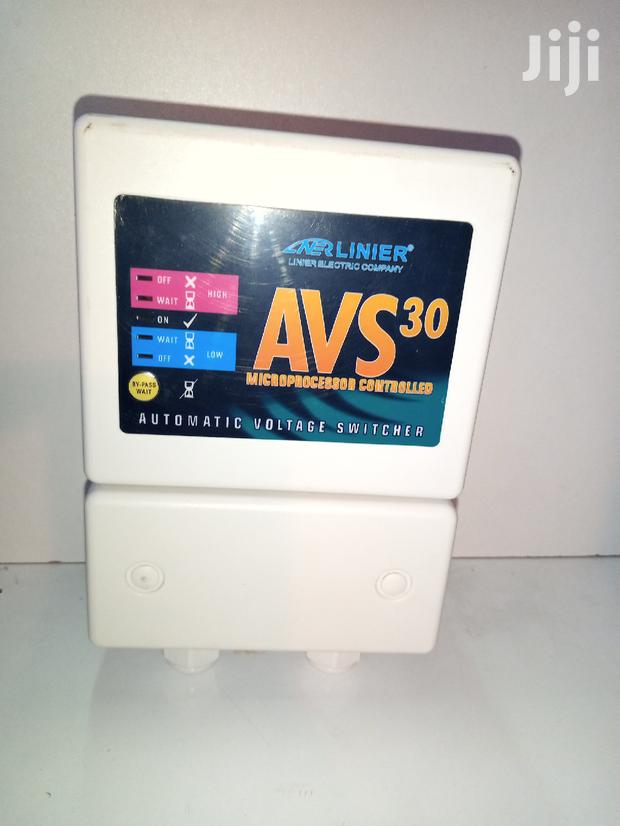 Jiji
LINIER®
LINIER ELECTRIC COMPANY
OFF
HIGH
WAIT
ON
WAIT
LOW
OFF
BY-PASS
WAIT
AVS30
MICROPROCESSOR CONTROLLED
AUTOMATIC VOLTAGE SWITCHER